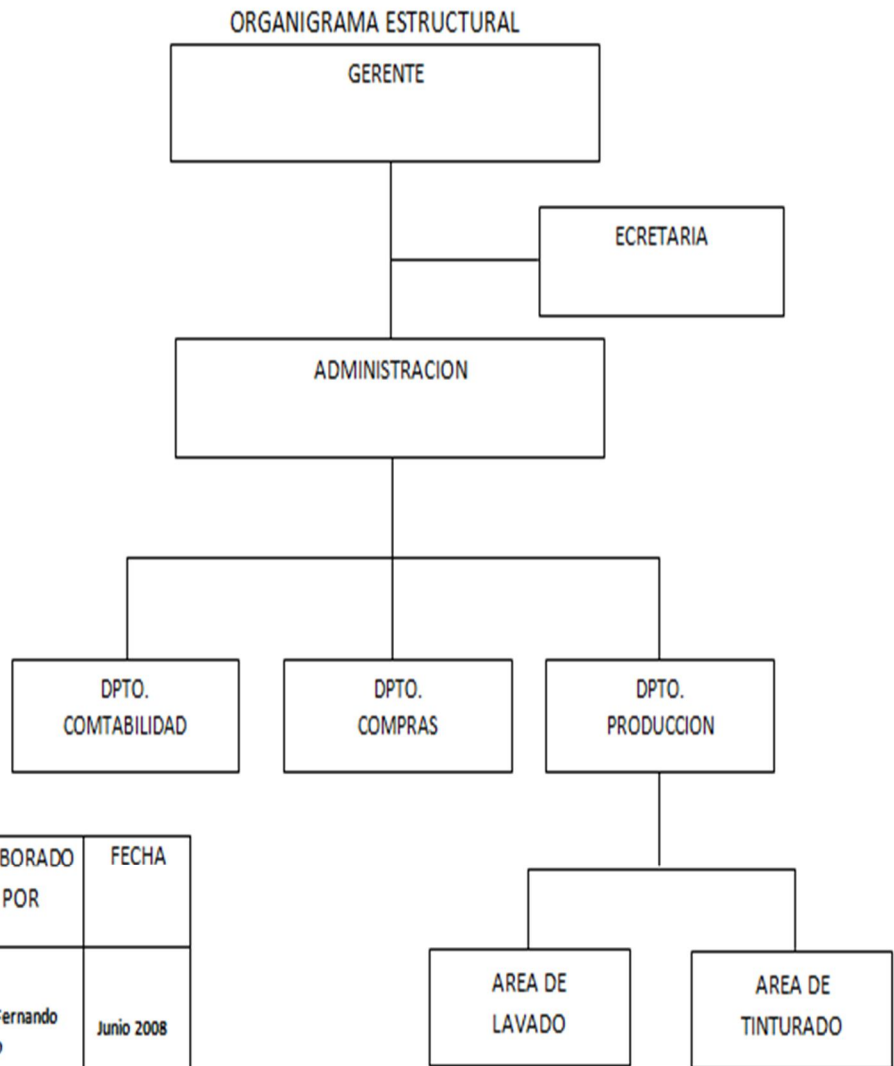 ORGANIGRAMA ESTRUCTURAL
GERENTE
ECRETARIA
ADMINISTRACION
DPTO.
COMTABILIDAD
DPTO.
COMPRAS
DPTO.
PRODUCCION
BORADO
POR
FECHA
Fernando
Junio 2008
AREA DE
LAVADO
AREA DE
TINTURADO